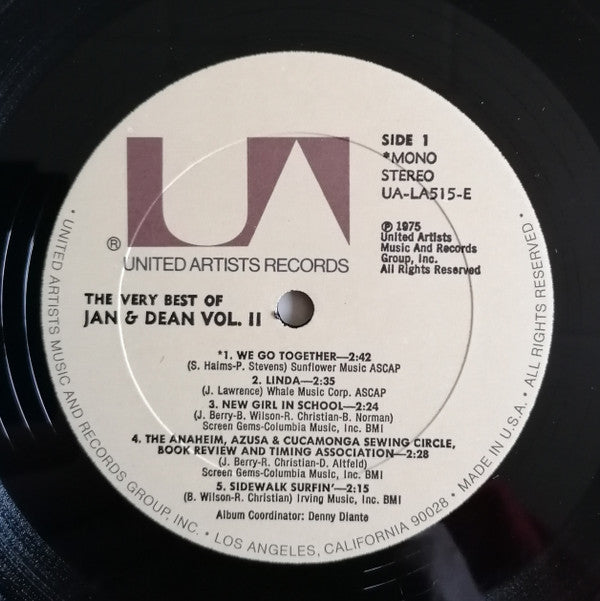 UA
®
UNITED ARTISTS RECORDS
SIDE 1
*MONO
STEREO
UA-LA515-E
℗ 1975
United Artists
Music And Records
Group, Inc.
All Rights Reserved
THE VERY BEST OF
JAN & DEAN VOL. II
*1. WE GO TOGETHER—2:42
(S. Haims-P. Stevens) Sunflower Music ASCAP
2. LINDA—2:35
(J. Lawrence) Whale Music Corp. ASCAP
3. NEW GIRL IN SCHOOL—2:24
(J. Berry-B. Wilson-R. Christian-B. Norman)
Screen Gems-Columbia Music, Inc. BMI
4. THE ANAHEIM, AZUSA & CUCAMONGA SEWING CIRCLE,
BOOK REVIEW AND TIMING ASSOCIATION—2:28
(J. Berry-R. Christian-D. Altfeld)
Screen Gems-Columbia Music, Inc. BMI
5. SIDEWALK SURFIN'—2:15
(B. Wilson-R. Christian) Irving Music, Inc. BMI
Album Coordinator: Denny Diante
• UNITED ARTISTS MUSIC AND RECORDS GROUP, INC. • LOS ANGELES, CALIFORNIA 90028 • MADE IN U.S.A. • ALL RIGHTS RESERVED •